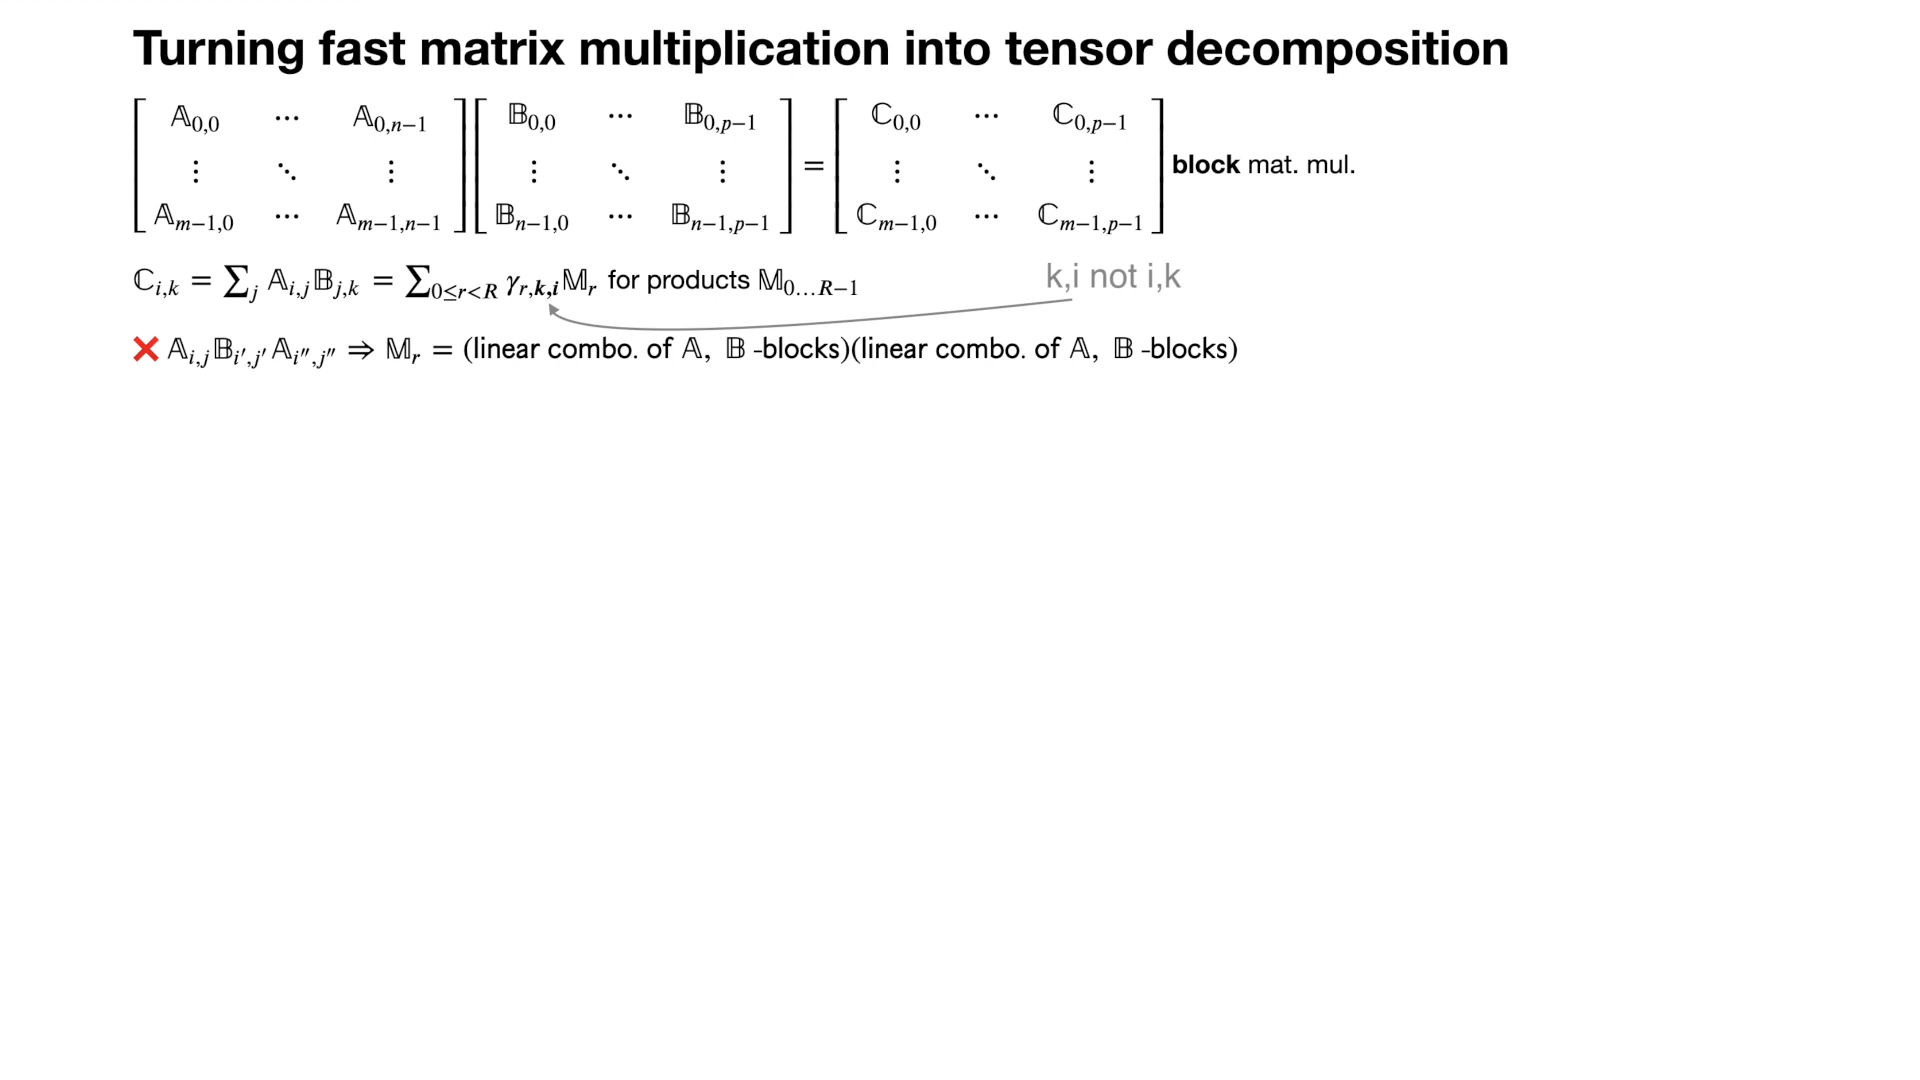 Turning fast matrix multiplication into tensor decomposition
𝔸0,0 ⋯ 𝔸0,n−1 𝔹0,0 ⋯ 𝔹0,p−1 ℂ0,0 ⋯ ℂ0,p−1
⋮ ⋱ ⋮ ⋮ ⋱ ⋮ = ⋮ ⋱ ⋮ block mat. mul.
𝔸m−1,0 ⋯ 𝔸m−1,n−1 𝔹n−1,0 ⋯ 𝔹n−1,p−1 ℂm−1,0 ⋯ ℂm−1,p−1
ℂi,k = ∑j 𝔸i,j𝔹j,k = ∑0≤r<R γr,k,i𝕄r for products 𝕄0…R−1 k,i not i,k
❌ 𝔸i,j𝔹i′,j′𝔸i″,j″ ⇒ 𝕄r = (linear combo. of 𝔸, 𝔹 -blocks)(linear combo. of 𝔸, 𝔹 -blocks)